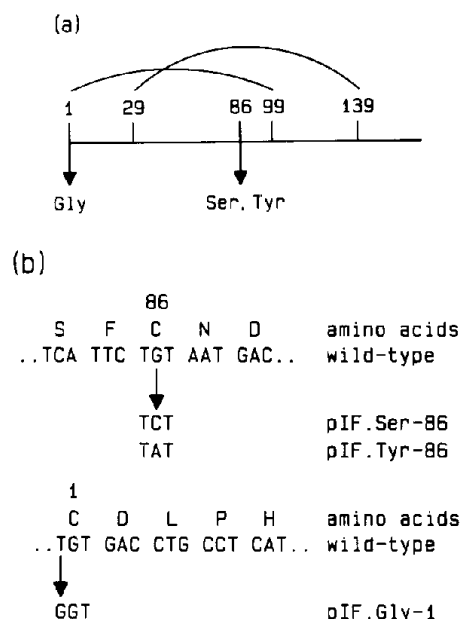 (a)
1 29 86 99 139
Gly Ser, Tyr
(b)
86
S F C N D amino acids
..TCA TTC TGT AAT GAC.. wild-type
TCT pIF.Ser-86
TAT pIF.Tyr-86
1
C D L P H amino acids
..TGT GAC CTG CCT CAT.. wild-type
GGT pIF.Gly-1